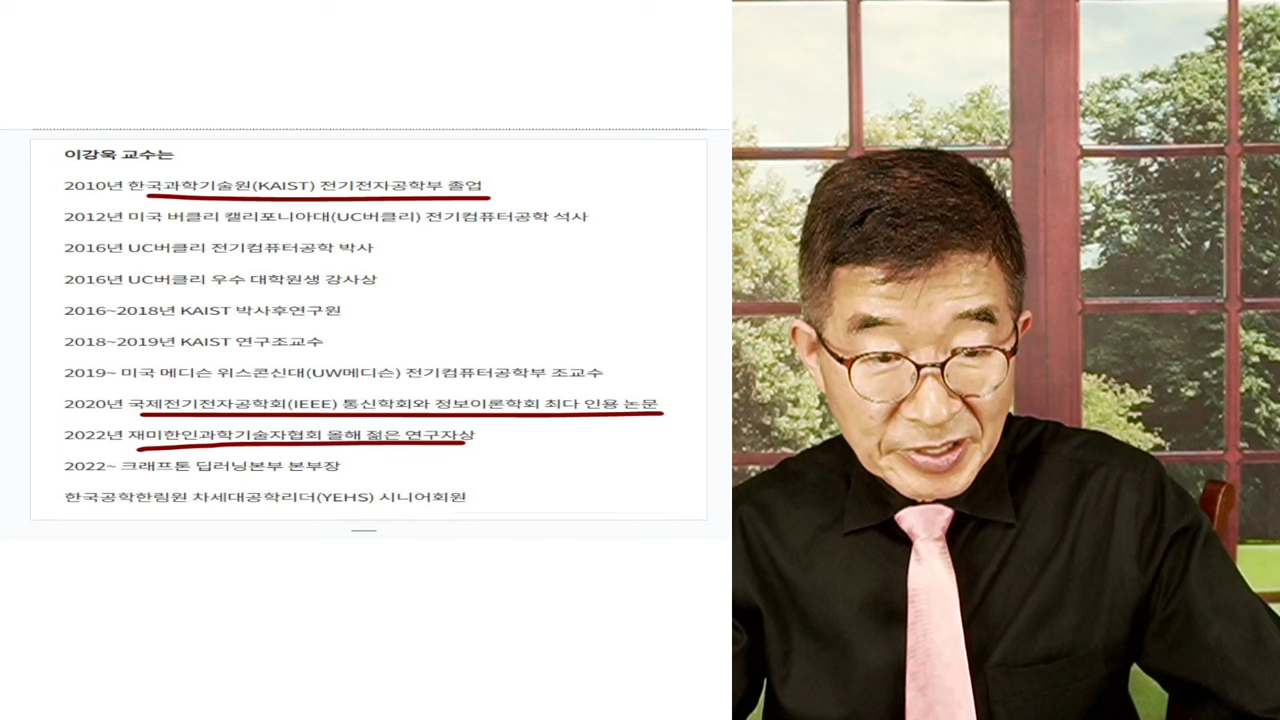 이강욱 교수는
2010년 한국과학기술원(KAIST) 전기전자공학부 졸업
2012년 미국 버클리 캘리포니아대(UC버클리) 전기컴퓨터공학 석사
2016년 UC버클리 전기컴퓨터공학 박사
2016년 UC버클리 우수 대학원생 강사상
2016~2018년 KAIST 박사후연구원
2018~2019년 KAIST 연구조교수
2019~ 미국 메디슨 위스콘신대(UW메디슨) 전기컴퓨터공학부 조교수
2020년 국제전기전자공학회(IEEE) 통신학회와 정보이론학회 최다 인용 논문
2022년 재미한인과학기술자협회 올해 젊은 연구자상
2022~ 크래프톤 딥러닝본부 본부장
한국공학한림원 차세대공학리더(YEHS) 시니어회원